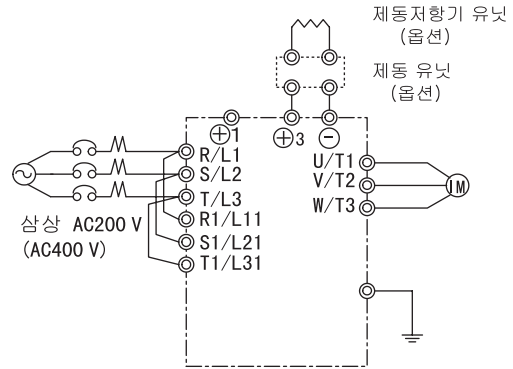 제동저항기 유닛
(옵션)
제동 유닛
(옵션)
⊕1
⊕3
⊖
R/L1
S/L2
T/L3
R1/L11
S1/L21
T1/L31
U/T1
V/T2
W/T3
IM
삼상 AC200 V
(AC400 V)